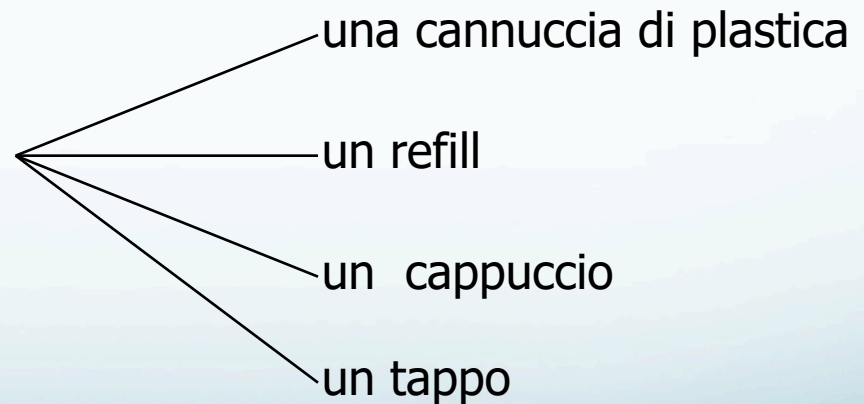 una cannuccia di plastica
un refill
un  cappuccio
un tappo